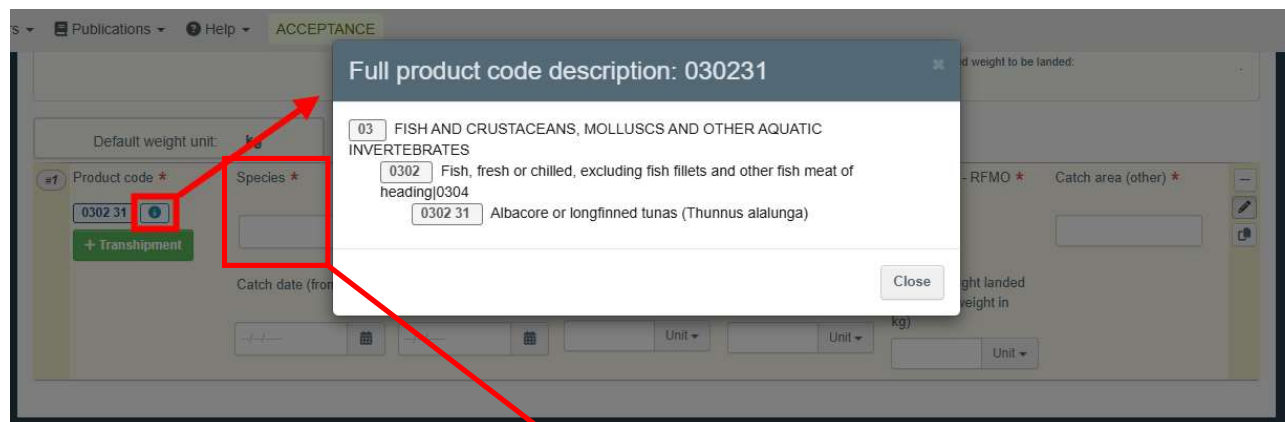 s Publications Help ACCEPTANCE
Full product code description: 030231
d weight to be landed:
03 FISH AND CRUSTACEANS, MOLLUSCS AND OTHER AQUATIC
INVERTEBRATES
0302 Fish, fresh or chilled, excluding fish fillets and other fish meat of
heading|0304
0302 31 Albacore or longfinned tunas (Thunnus alalunga)
Close
Default weight unit: kg
#1 Product code * Species * - RFMO * Catch area (other) *
0302 31
+ Transhipment
Catch date (from
ght landed
weight in
kg)
--/--/---- --/--/---- Unit Unit
Unit